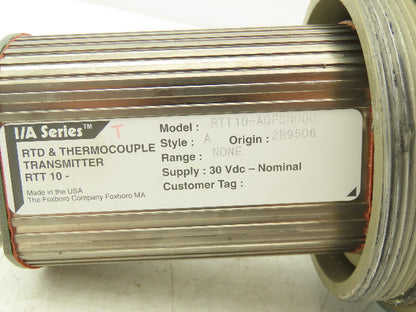 I/A Series™
T
RTD & THERMOCOUPLE
TRANSMITTER
RTT 10 -
Made in the USA
The Foxboro Company Foxboro MA
Model : RTT10-AQFSN000
Style : A Origin : 2B9506
Range : NONE
Supply : 30 Vdc – Nominal
Customer Tag :